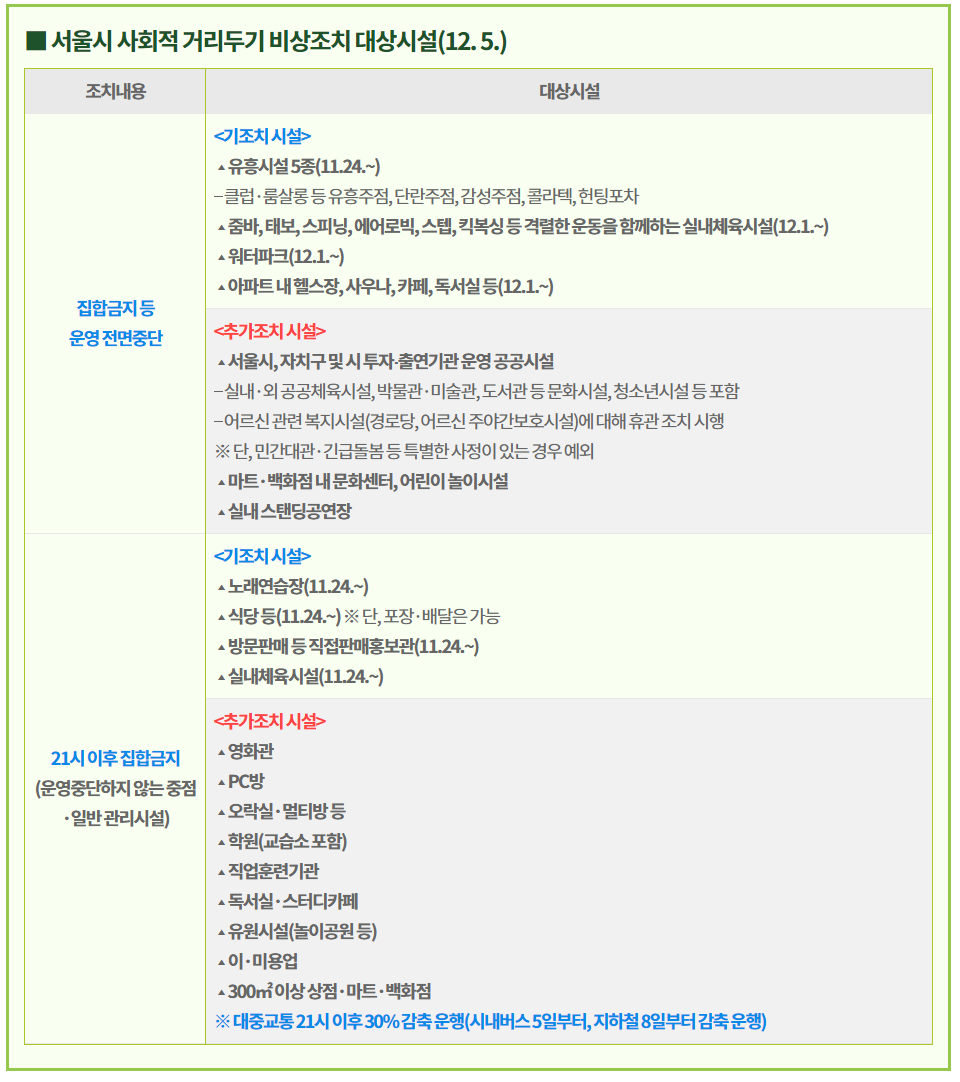 ■ 서울시 사회적 거리두기 비상조치 대상시설(12. 5.)
조치내용
대상시설
집합금지 등
운영 전면중단
<기조치 시설>
▲유흥시설 5종(11.24.~)
–클럽·룸살롱 등 유흥주점, 단란주점, 감성주점, 콜라텍, 헌팅포차
▲줌바, 태보, 스피닝, 에어로빅, 스텝, 킥복싱 등 격렬한 운동을 함께하는 실내체육시설(12.1.~)
▲워터파크(12.1.~)
▲아파트 내 헬스장, 사우나, 카페, 독서실 등(12.1.~)
<추가조치 시설>
▲서울시, 자치구 및 시 투자·출연기관 운영 공공시설
–실내·외 공공체육시설, 박물관·미술관, 도서관 등 문화시설, 청소년시설 등 포함
–어르신 관련 복지시설(경로당, 어르신 주야간보호시설)에 대해 휴관 조치 시행
※ 단, 민간대관·긴급돌봄 등 특별한 사정이 있는 경우 예외
▲마트·백화점 내 문화센터, 어린이 놀이시설
▲실내 스탠딩공연장
21시 이후 집합금지
(운영중단하지 않는 중점
·일반 관리시설)
<기조치 시설>
▲노래연습장(11.24.~)
▲식당 등(11.24.~) ※ 단, 포장·배달은 가능
▲방문판매 등 직접판매홍보관(11.24.~)
▲실내체육시설(11.24.~)
<추가조치 시설>
▲영화관
▲PC방
▲오락실·멀티방 등
▲학원(교습소 포함)
▲직업훈련기관
▲독서실·스터디카페
▲유원시설(놀이공원 등)
▲이·미용업
▲300㎡ 이상 상점·마트·백화점
※ 대중교통 21시 이후 30% 감축 운행(시내버스 5일부터, 지하철 8일부터 감축 운행)